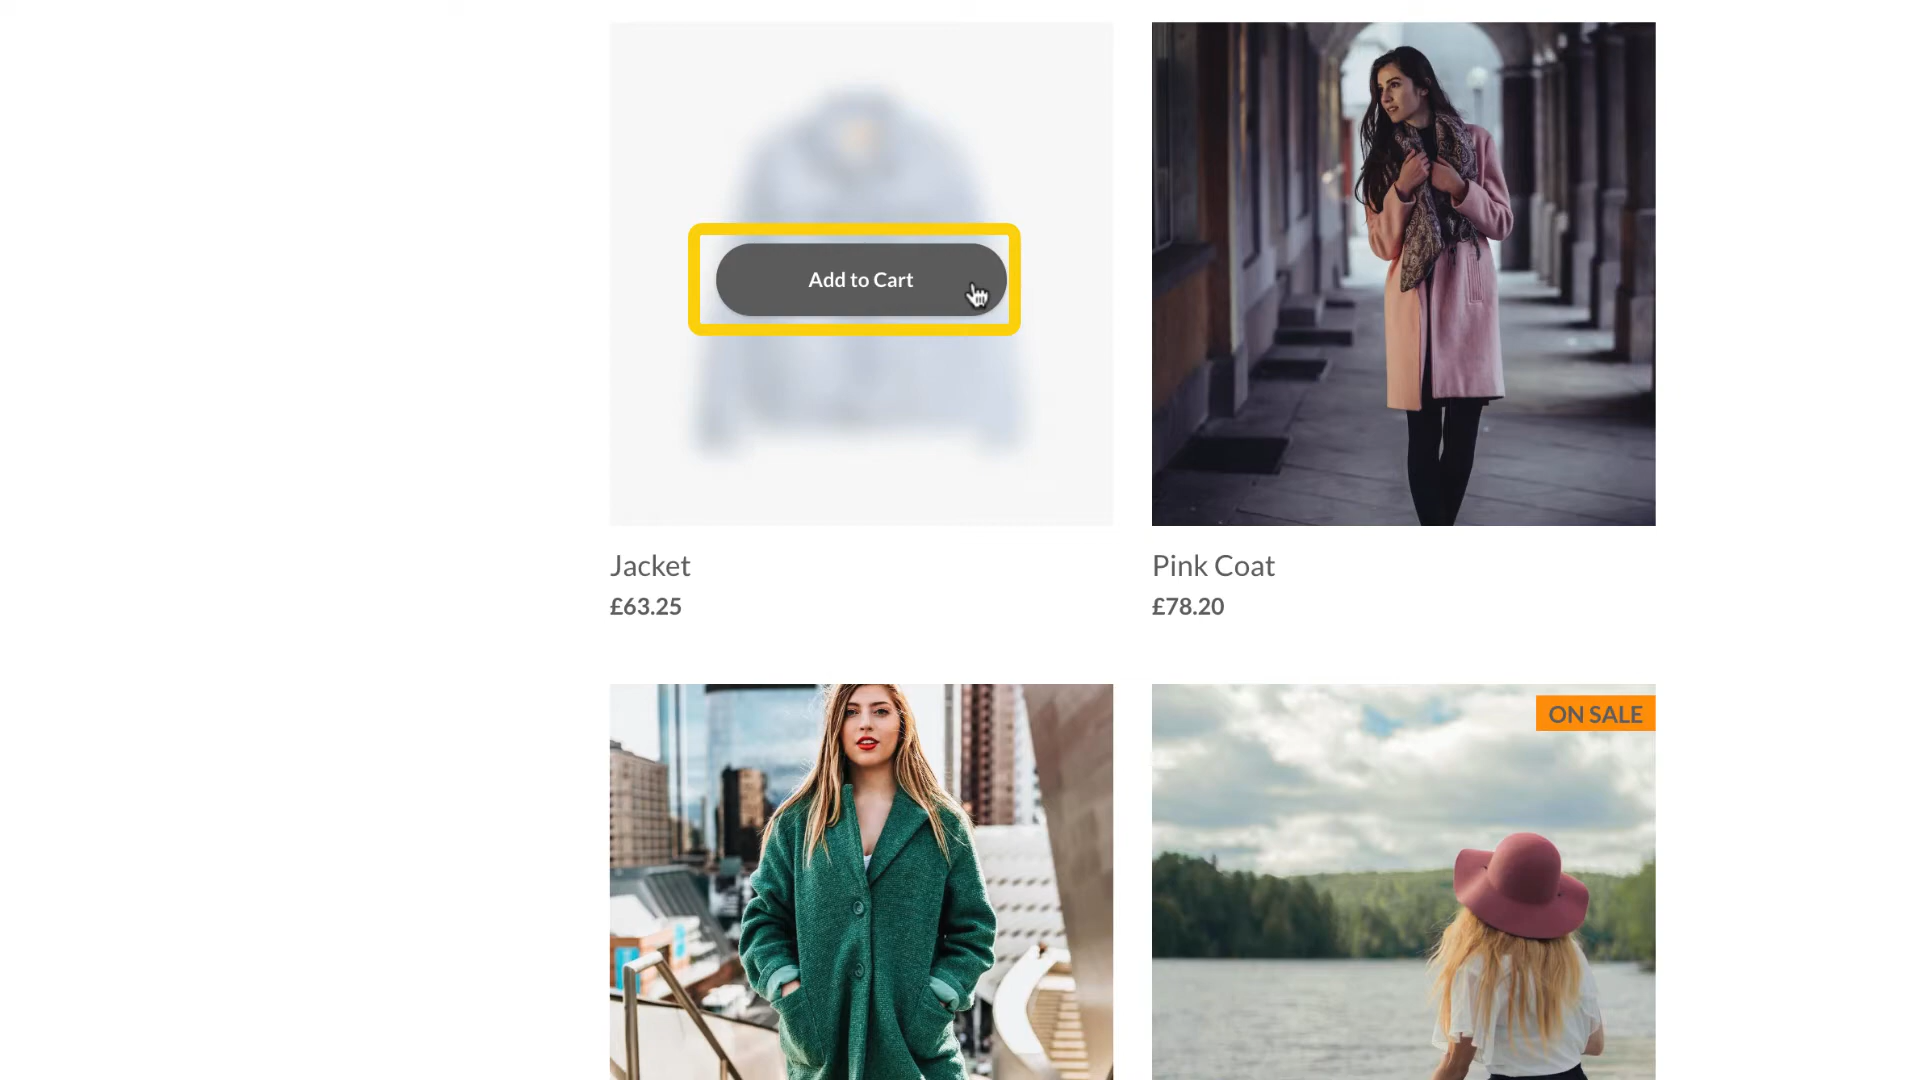 Add to Cart
Jacket
£63.25
Pink Coat
£78.20
ON SALE